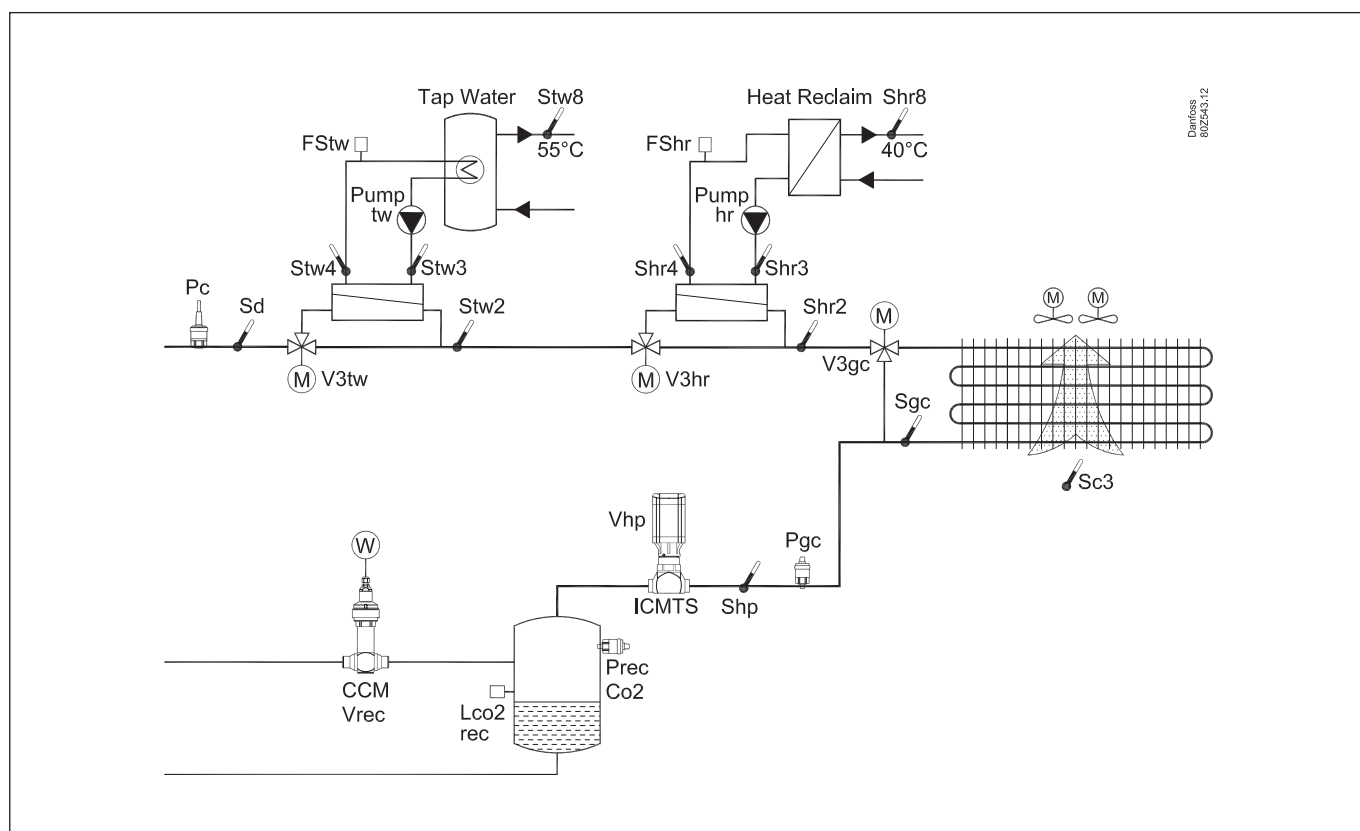 Tap Water
Stw8
Heat Reclaim
Shr8
Danfoss
80Z543.12
FStw
55°C
FShr
40°C
Pump
tw
Pump
hr
Stw4
Stw3
Shr4
Shr3
Pc
Sd
Stw2
Shr2
M
M
M
V3gc
M
V3tw
M
V3hr
Sgc
Sc3
Vhp
Pgc
W
ICMTS
Shp
CCM
Vrec
Prec
Co2
Lco2
rec